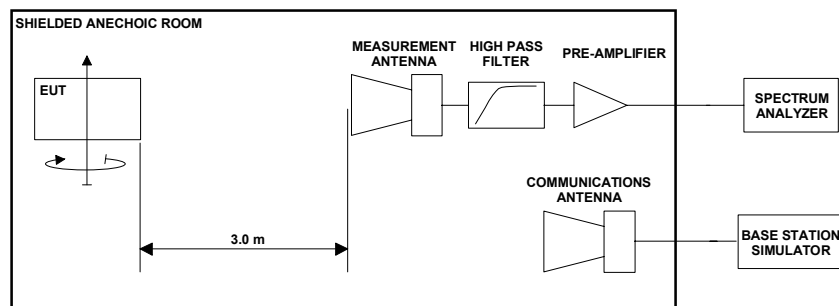 SHIELDED ANECHOIC ROOM
EUT
MEASUREMENT
ANTENNA
HIGH PASS
FILTER
PRE-AMPLIFIER
SPECTRUM
ANALYZER
COMMUNICATIONS
ANTENNA
3.0 m
BASE STATION
SIMULATOR